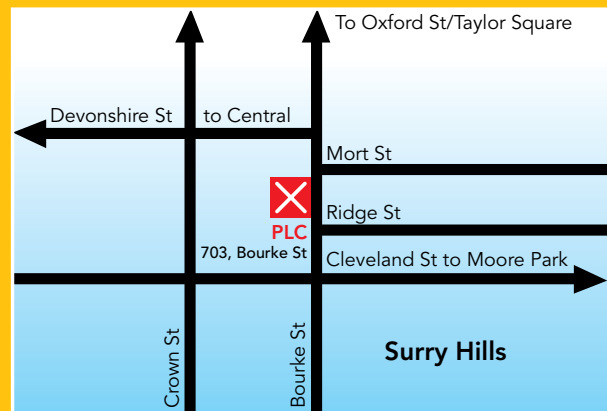 To Oxford St/Taylor Square
Devonshire St to Central
Mort St
Ridge St
PLC
703, Bourke St
Cleveland St to Moore Park
Crown St
Bourke St
Surry Hills